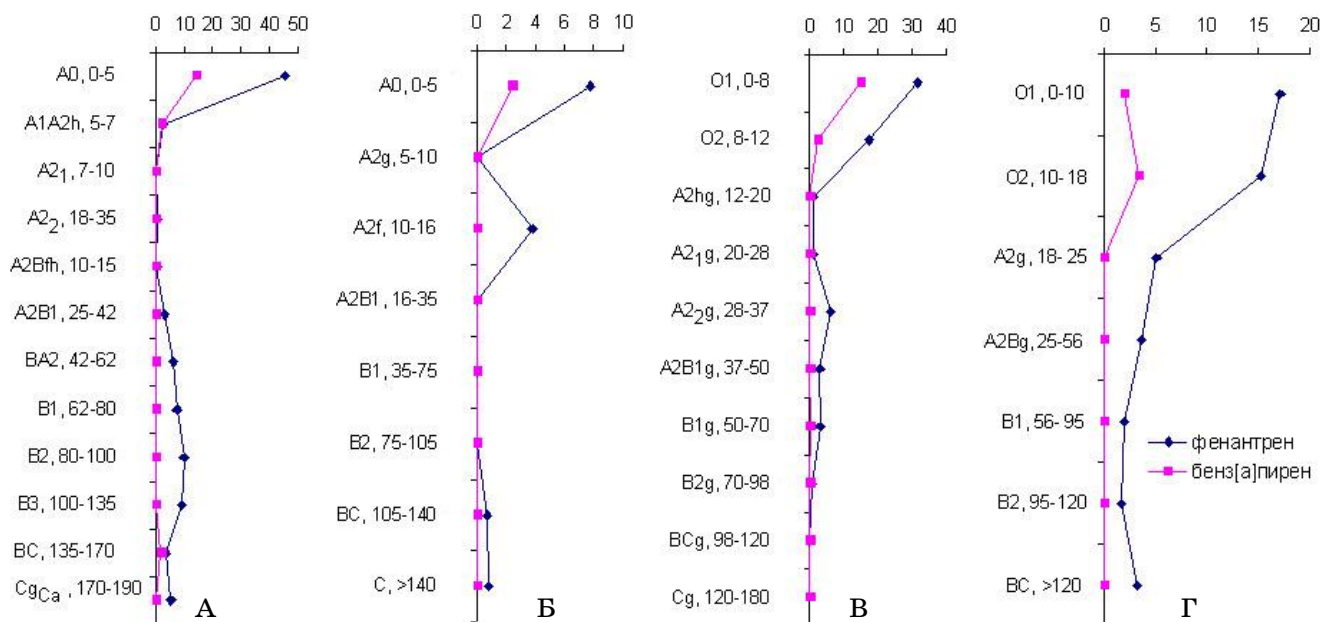 0 10 20 30 40 50
A0, 0-5
A1A2h, 5-7
A2₁, 7-10
A2₂, 18-35
A2Bfh, 10-15
A2B1, 25-42
BA2, 42-62
B1, 62-80
B2, 80-100
B3, 100-135
BC, 135-170
CgCa , 170-190
А
0 2 4 6 8 10
A0, 0-5
A2g, 5-10
A2f, 10-16
A2B1, 16-35
B1, 35-75
B2, 75-105
BC, 105-140
C, >140
Б
0 10 20 30 40
O1, 0-8
O2, 8-12
A2hg, 12-20
A2₁g, 20-28
A2₂g, 28-37
A2B1g, 37-50
B1g, 50-70
B2g, 70-98
BCg, 98-120
Cg, 120-180
В
0 5 10 15 20
O1, 0-10
O2, 10-18
A2g, 18-25
A2Bg, 25-56
B1, 56-95
B2, 95-120
BC, >120
Г
фенантрен
бенз[а]пирен